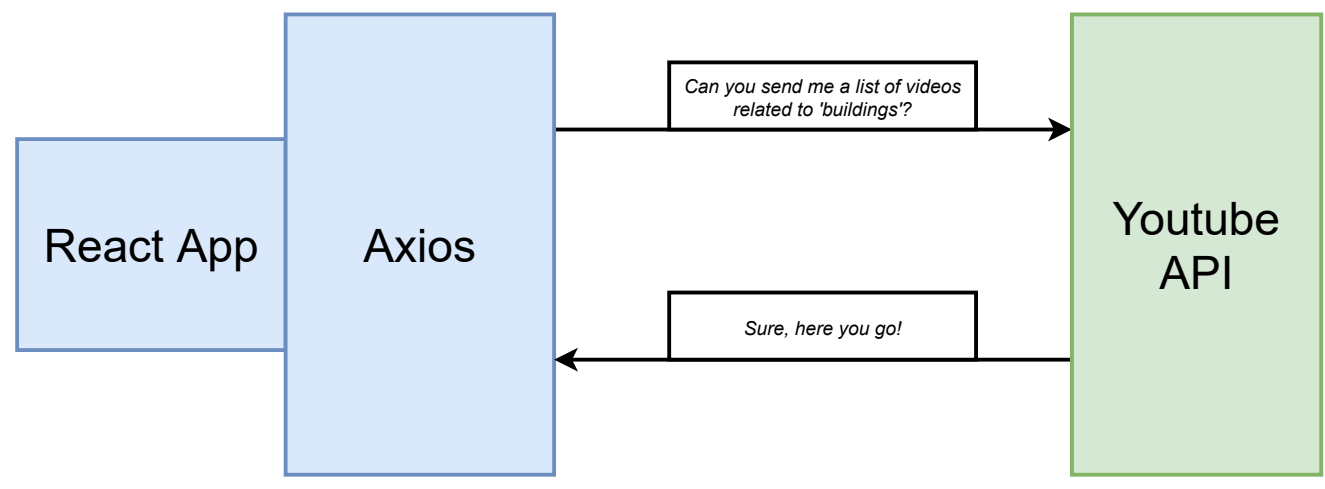 React App
Axios
Can you send me a list of videos
related to 'buildings'?
Sure, here you go!
Youtube
API